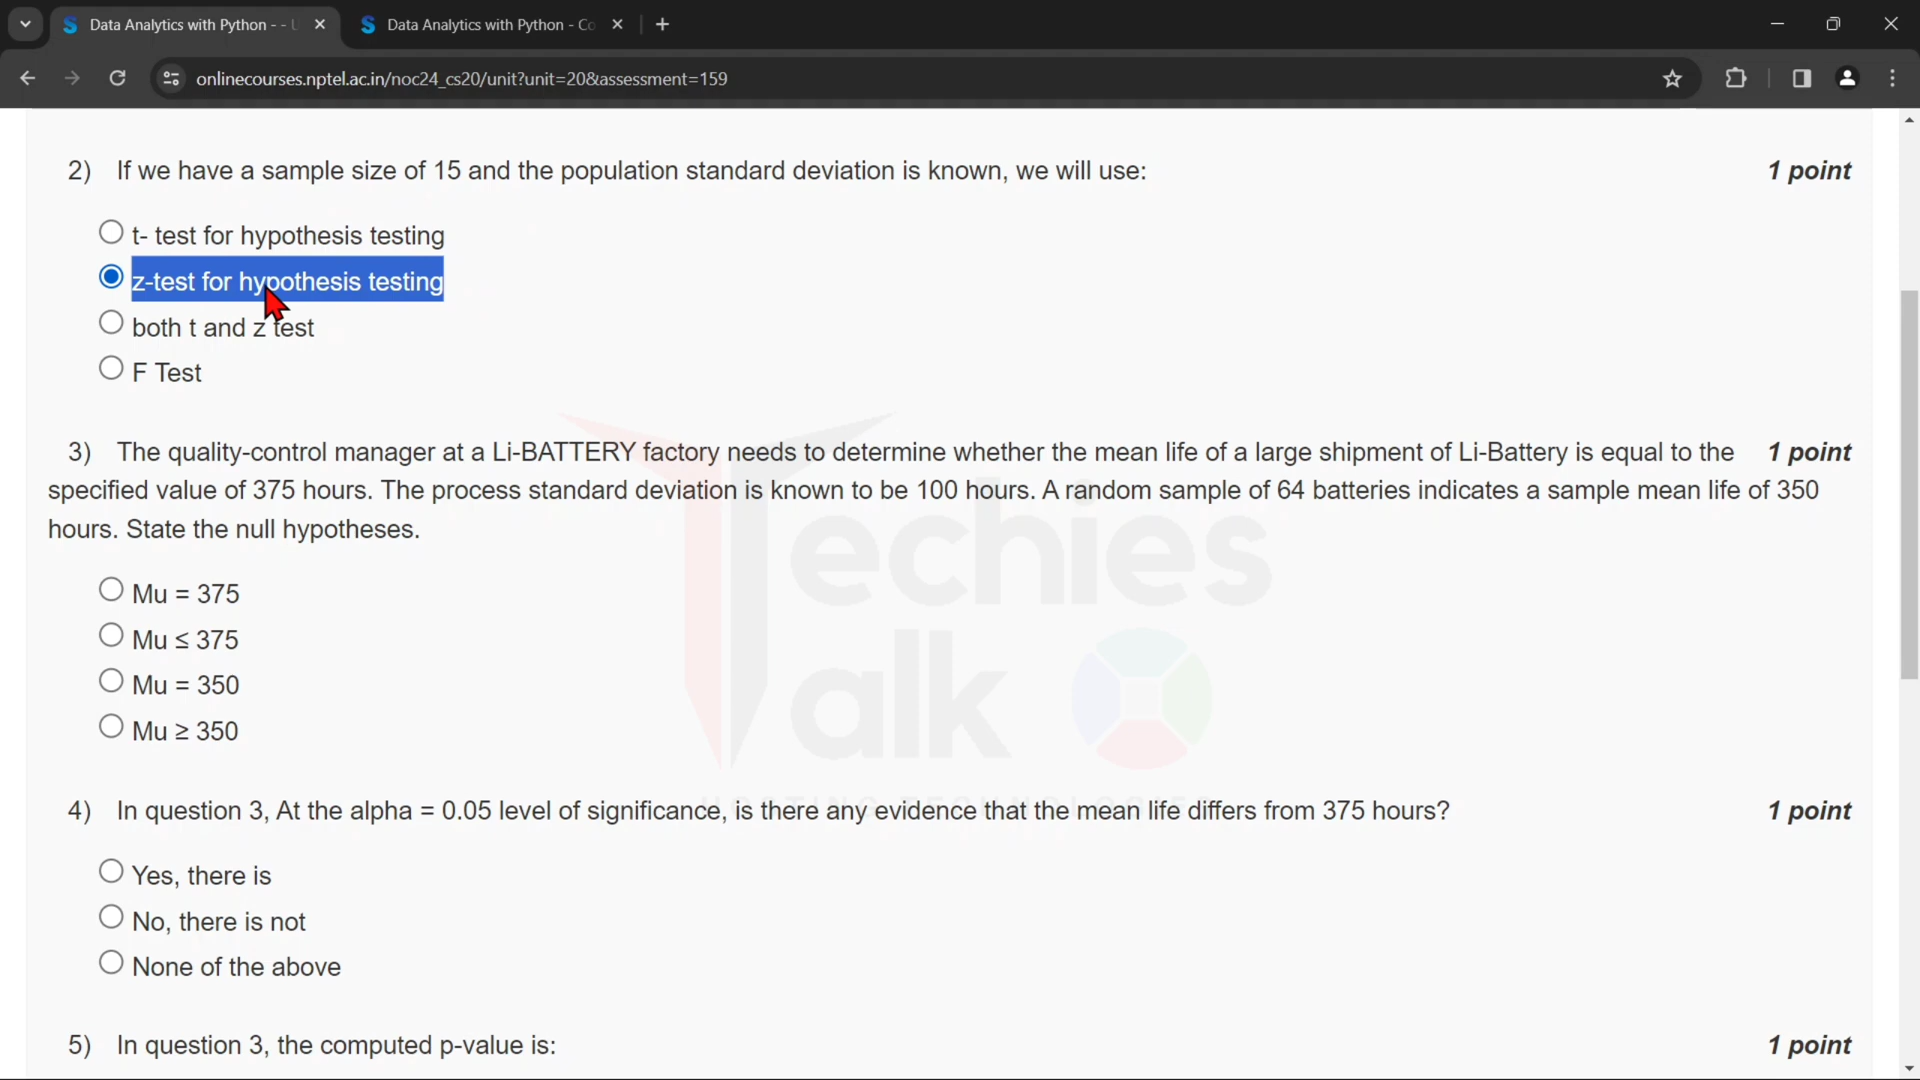 Data Analytics with Python - - U
Data Analytics with Python - Co
onlinecourses.nptel.ac.in/noc24_cs20/unit?unit=20&assessment=159
2) If we have a sample size of 15 and the population standard deviation is known, we will use: 1 point
t- test for hypothesis testing
z-test for hypothesis testing
both t and z test
F Test
3) The quality-control manager at a Li-BATTERY factory needs to determine whether the mean life of a large shipment of Li-Battery is equal to the 1 point
specified value of 375 hours. The process standard deviation is known to be 100 hours. A random sample of 64 batteries indicates a sample mean life of 350
hours. State the null hypotheses.
Mu = 375
Mu ≤ 375
Mu = 350
Mu ≥ 350
Techies
Talk
4) In question 3, At the alpha = 0.05 level of significance, is there any evidence that the mean life differs from 375 hours? 1 point
Yes, there is
No, there is not
None of the above
5) In question 3, the computed p-value is: 1 point